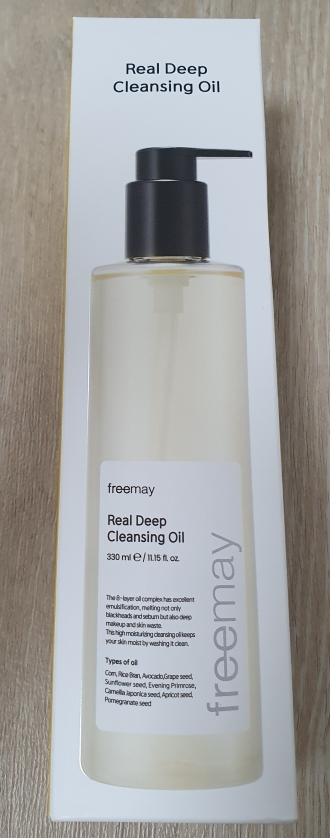 Real Deep
Cleansing Oil
freemay
Real Deep
Cleansing Oil
330 ml ℮ / 11.15 fl. oz.
The 8-layer oil complex has excellent
emulsification, melting not only
blackheads and sebum but also deep
makeup and skin waste.
This high moisturizing cleansing oil keeps
your skin moist by washing it clean.
Types of oil
Corn, Rice Bran, Avocado,Grape seed,
Sunflower seed, Evening Primrose,
Camellia Japonica seed, Apricot seed,
Pomegranate seed
freemay